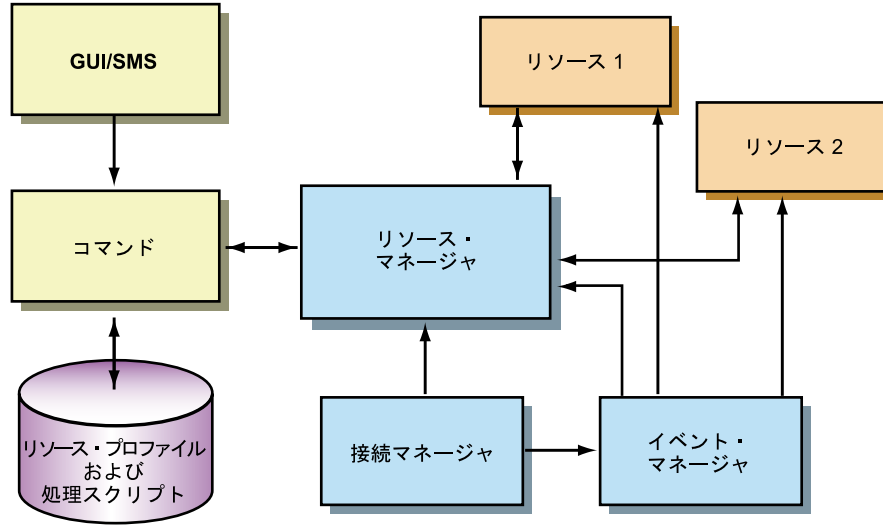 GUI/SMS
リソース 1
リソース 2
コマンド
リソース・
マネージャ
リソース・プロファイル
および
処理スクリプト
接続マネージャ
イベント・
マネージャ